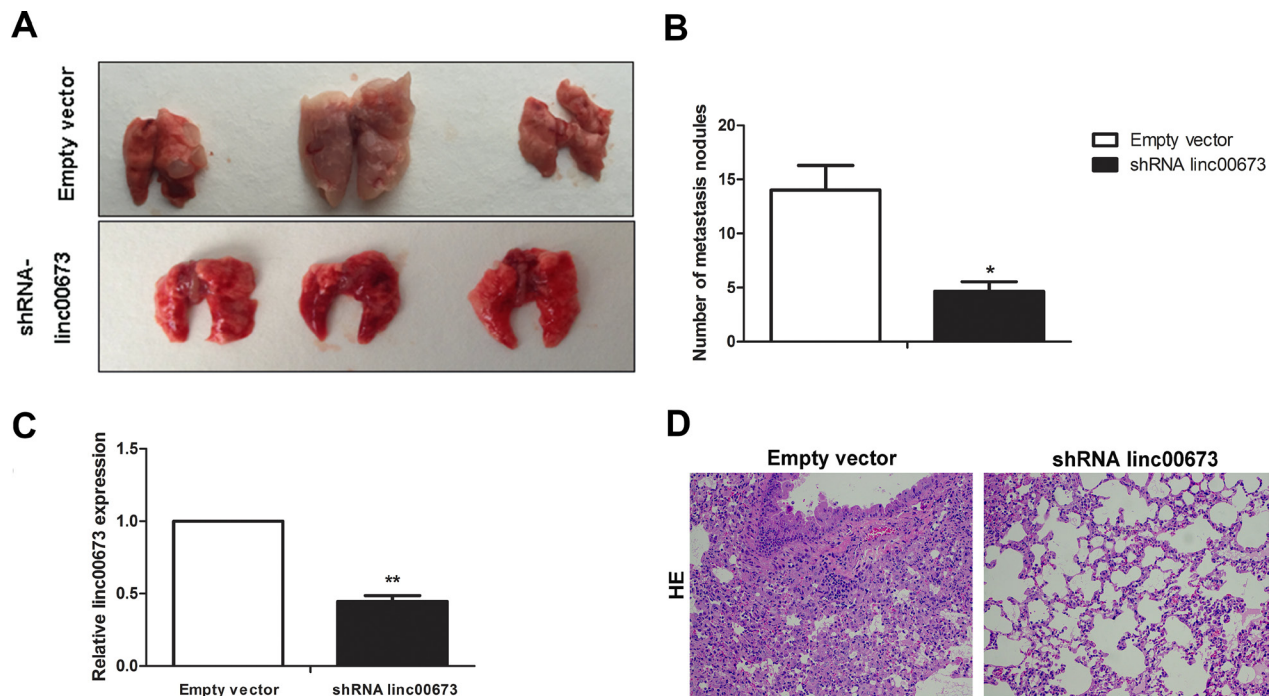 A
Empty vector
shRNA-
linc00673
B
Number of metastasis nodules
20
15
10
5
0
*
Empty vector
shRNA linc00673
C
Relative linc00673 expression
1.5
1.0
0.5
0.0
**
Empty vector
shRNA linc00673
D
Empty vector
shRNA linc00673
HE